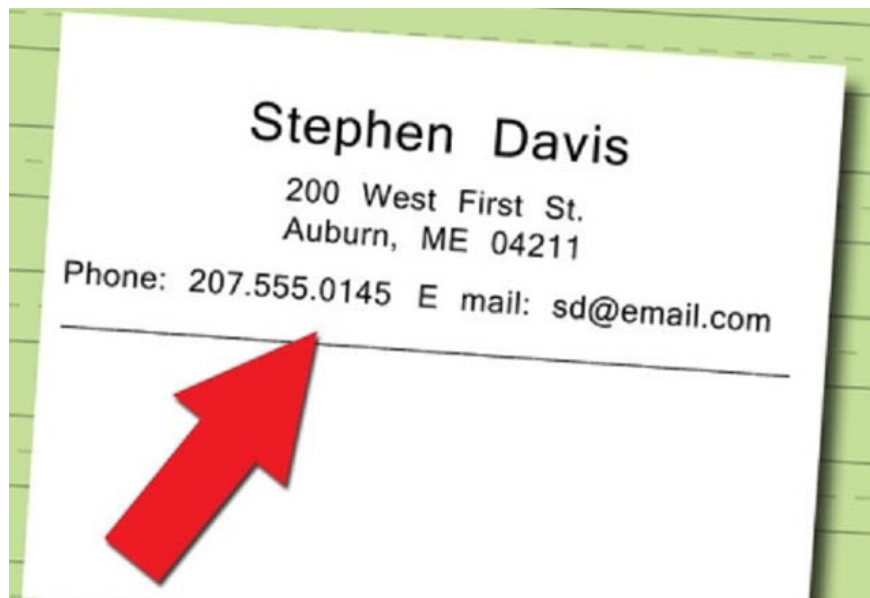 Stephen Davis
200 West First St.
Auburn, ME 04211
Phone: 207.555.0145 E mail: sd@email.com